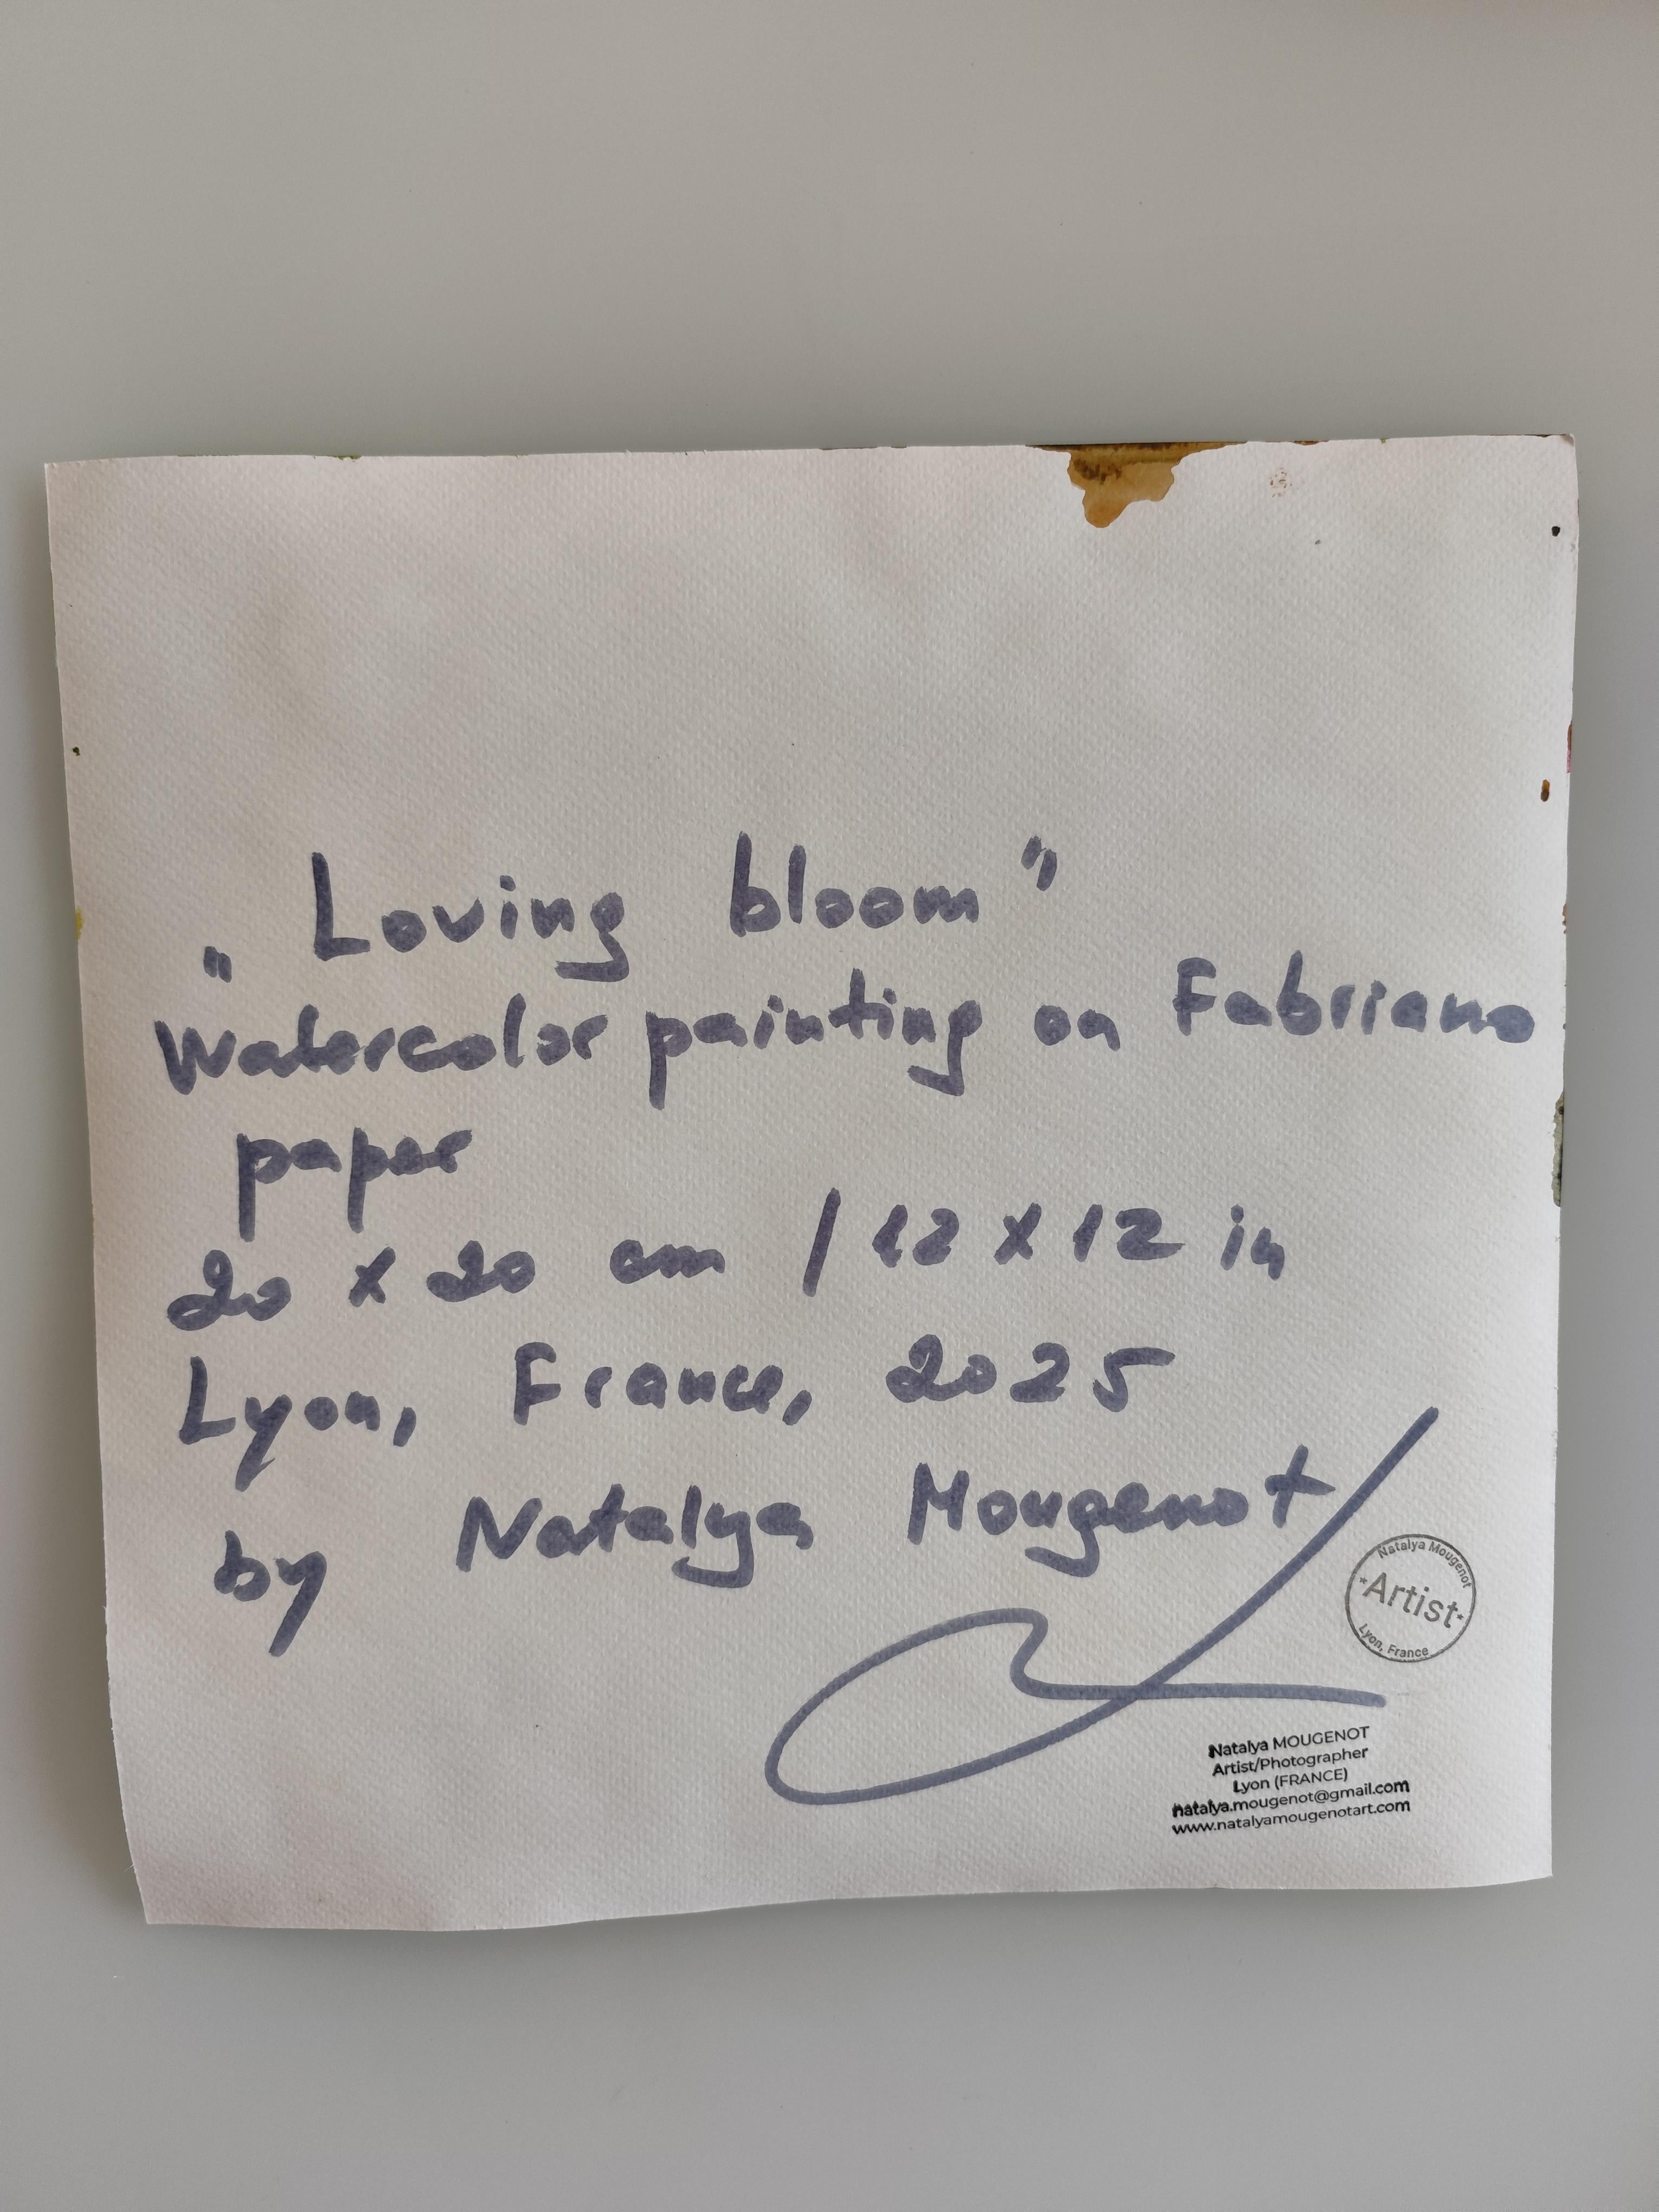 „Loving bloom”
Watercolor painting on Fabriano
paper
20 x 20 cm / 12 x 12 in
Lyon, France, 2025
by Natalya Mougenot
Natalya Mougenot
*Artist*
Lyon, France
Natalya MOUGENOT
Artist/Photographer
Lyon (FRANCE)
natalya.mougenot@gmail.com
www.natalyamougenotart.com